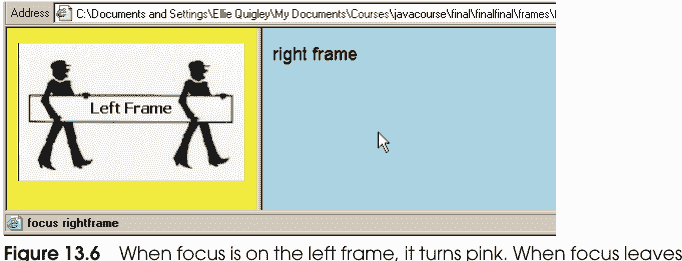 Address C:\Documents and Settings\Ellie Quigley\My Documents\Courses\javacourse\final\finalfinal\frames\
Left Frame
right frame
focus rightframe
Figure 13.6 When focus is on the left frame, it turns pink. When focus leaves